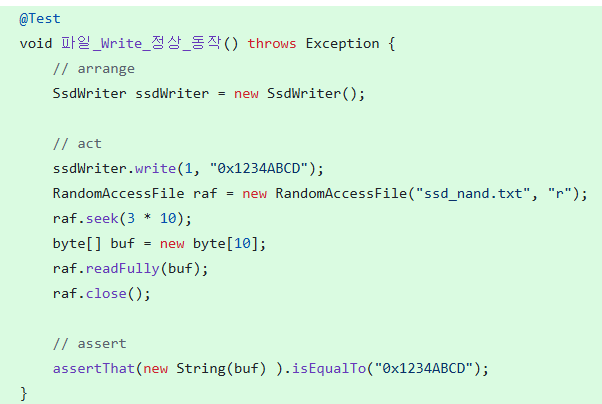 @Test
void 파일_Write_정상_동작() throws Exception {
    // arrange
    SsdWriter ssdWriter = new SsdWriter();

    // act
    ssdWriter.write(1, "0x1234ABCD");
    RandomAccessFile raf = new RandomAccessFile("ssd_nand.txt", "r");
    raf.seek(3 * 10);
    byte[] buf = new byte[10];
    raf.readFully(buf);
    raf.close();

    // assert
    assertThat(new String(buf) ).isEqualTo("0x1234ABCD");
}